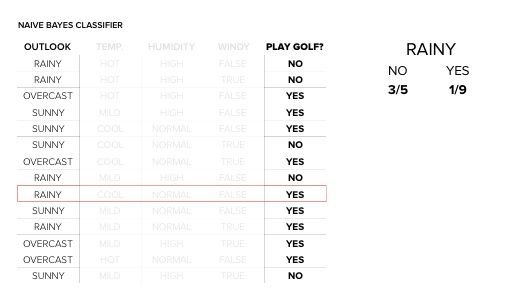 NAIVE BAYES CLASSIFIER
OUTLOOK TEMP. HUMIDITY WINDY PLAY GOLF?
RAINY HOT HIGH FALSE NO
RAINY HOT HIGH TRUE NO
OVERCAST HOT HIGH FALSE YES
SUNNY MILD HIGH FALSE YES
SUNNY COOL NORMAL FALSE YES
SUNNY COOL NORMAL TRUE NO
OVERCAST COOL NORMAL TRUE YES
RAINY MILD HIGH FALSE NO
RAINY COOL NORMAL FALSE YES
SUNNY MILD NORMAL FALSE YES
RAINY MILD NORMAL TRUE YES
OVERCAST MILD HIGH TRUE YES
OVERCAST HOT NORMAL FALSE YES
SUNNY MILD HIGH TRUE NO
RAINY
NO YES
3/5 1/9